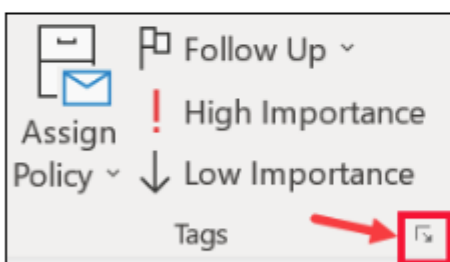 Follow Up
High Importance
Assign
Policy
Low Importance
Tags